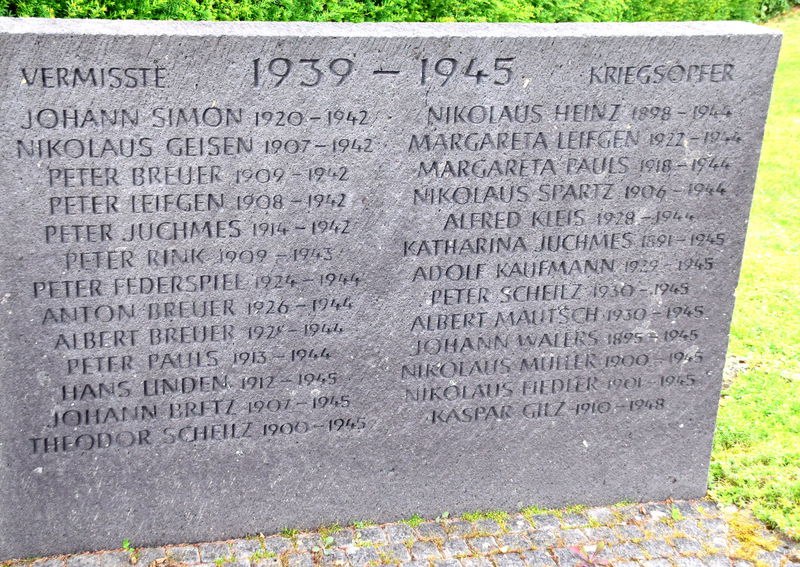 VERMISSTE 1939 – 1945 KRIEGSOPFER
JOHANN SIMON 1920 – 1942
NIKOLAUS GEISEN 1907 – 1942
PETER BREUER 1909 – 1942
PETER LEIFGEN 1908 – 1942
PETER JUCHMES 1914 – 1942
PETER RINK 1909 – 1943
PETER FEDERSPIEL 1924 – 1944
ANTON BREUER 1926 – 1944
ALBERT BREUER – 1944
PETER PAULS 1913 – 1944
HANS LINDEN 1912 – 1945
JOHANN BRETZ 1907 – 1945
THEODOR SCHEILZ 1900 – 1945
NIKOLAUS HEINZ 1898 – 1944
MARGARETA LEIFGEN 1922 – 1944
MARGARETA PAULS 1918 – 1944
NIKOLAUS SPARTZ 1906 – 1944
ALFRED KLEIS 1928 – 1944
KATHARINA JUCHMES 1891 – 1945
ADOLF KAUFMANN 1929 – 1945
PETER SCHEILZ 1930 – 1945
ALBERT MAUTSCH 1930 – 1945
JOHANN WALERS 1895 – 1945
NIKOLAUS MÜLLER 1900 – 1945
NIKOLAUS FIEDLER 1901 – 1945
KASPAR GILZ 1910 – 1948